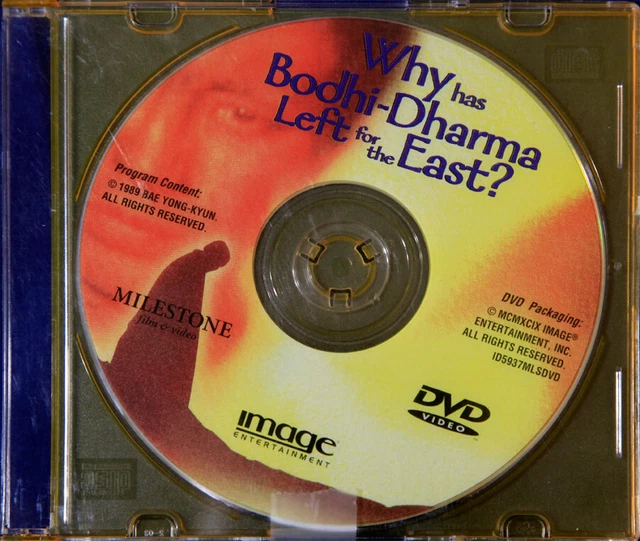 Why has
Bodhi-Dharma
Left for the East?
Program Content:
© 1989 BAE YONG-KYUN.
ALL RIGHTS RESERVED.
MILESTONE
film & video
DVD Packaging:
© MCMXCIX IMAGE®
ENTERTAINMENT, INC.
ALL RIGHTS RESERVED.
ID5937MLSDVD
DVD
VIDEO
image
ENTERTAINMENT